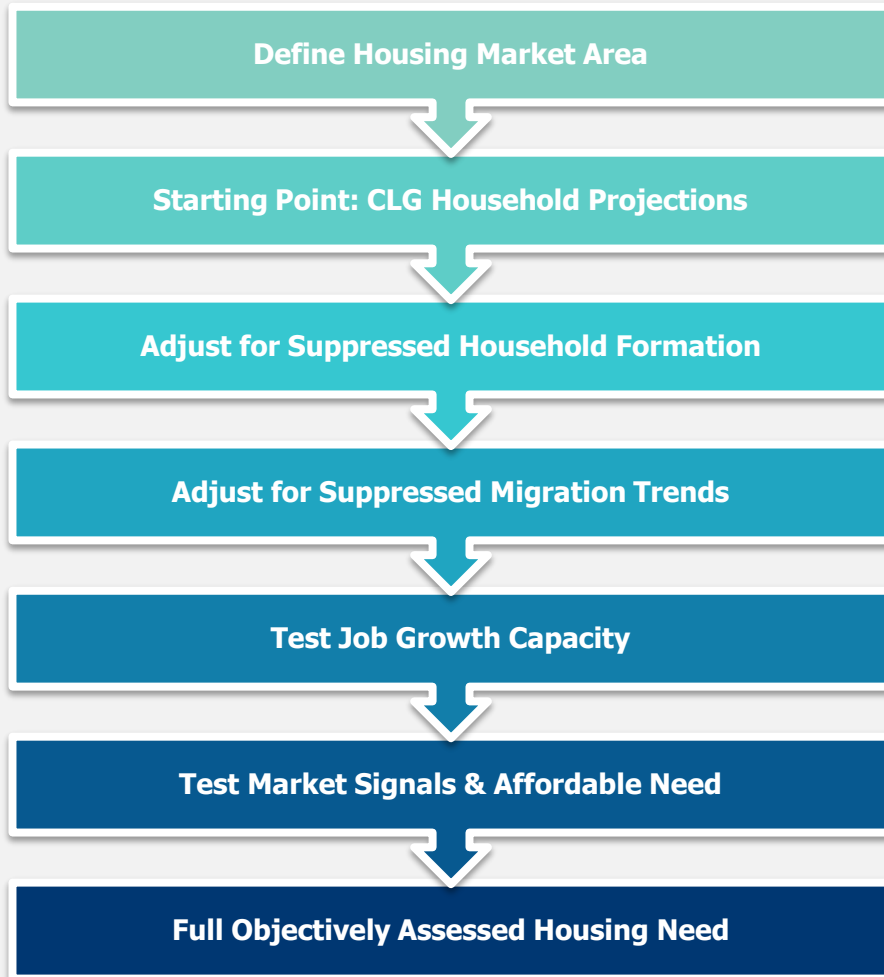 Define Housing Market Area
Starting Point: CLG Household Projections
Adjust for Suppressed Household Formation
Adjust for Suppressed Migration Trends
Test Job Growth Capacity
Test Market Signals & Affordable Need
Full Objectively Assessed Housing Need